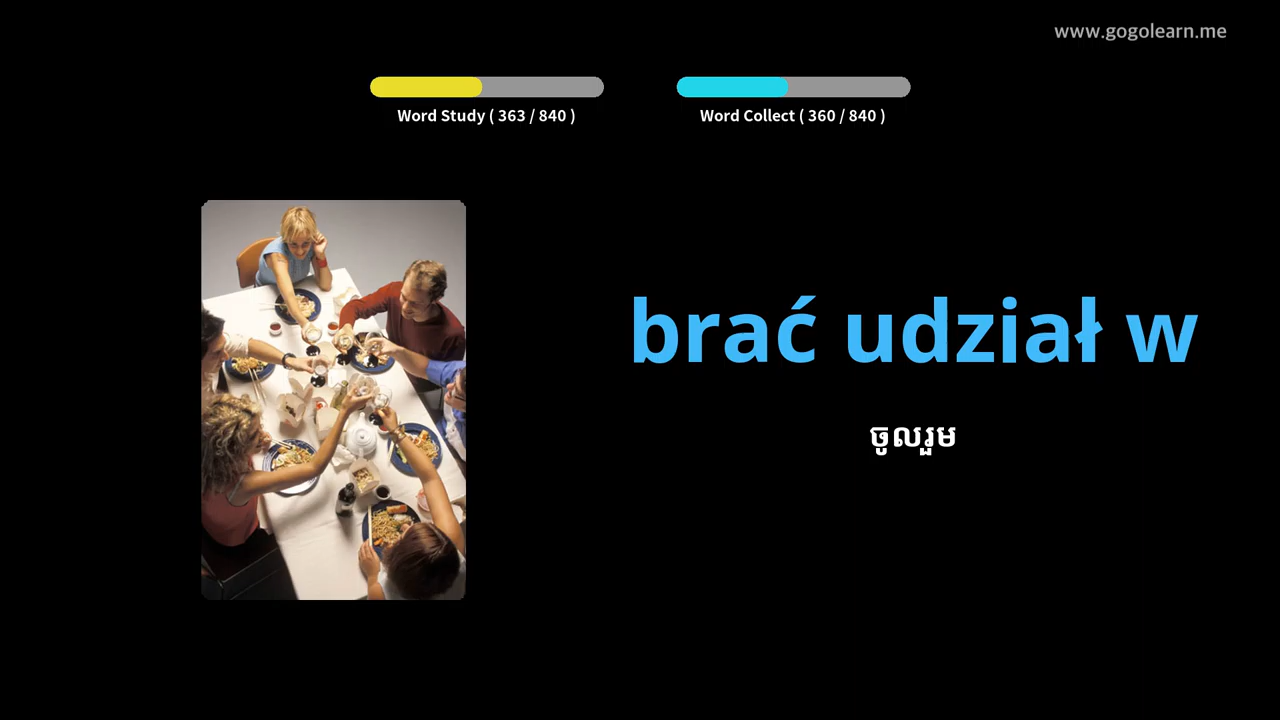 www.gogolearn.me
Word Study ( 363 / 840 )
Word Collect ( 360 / 840 )
brać udział w
ចូលរួម